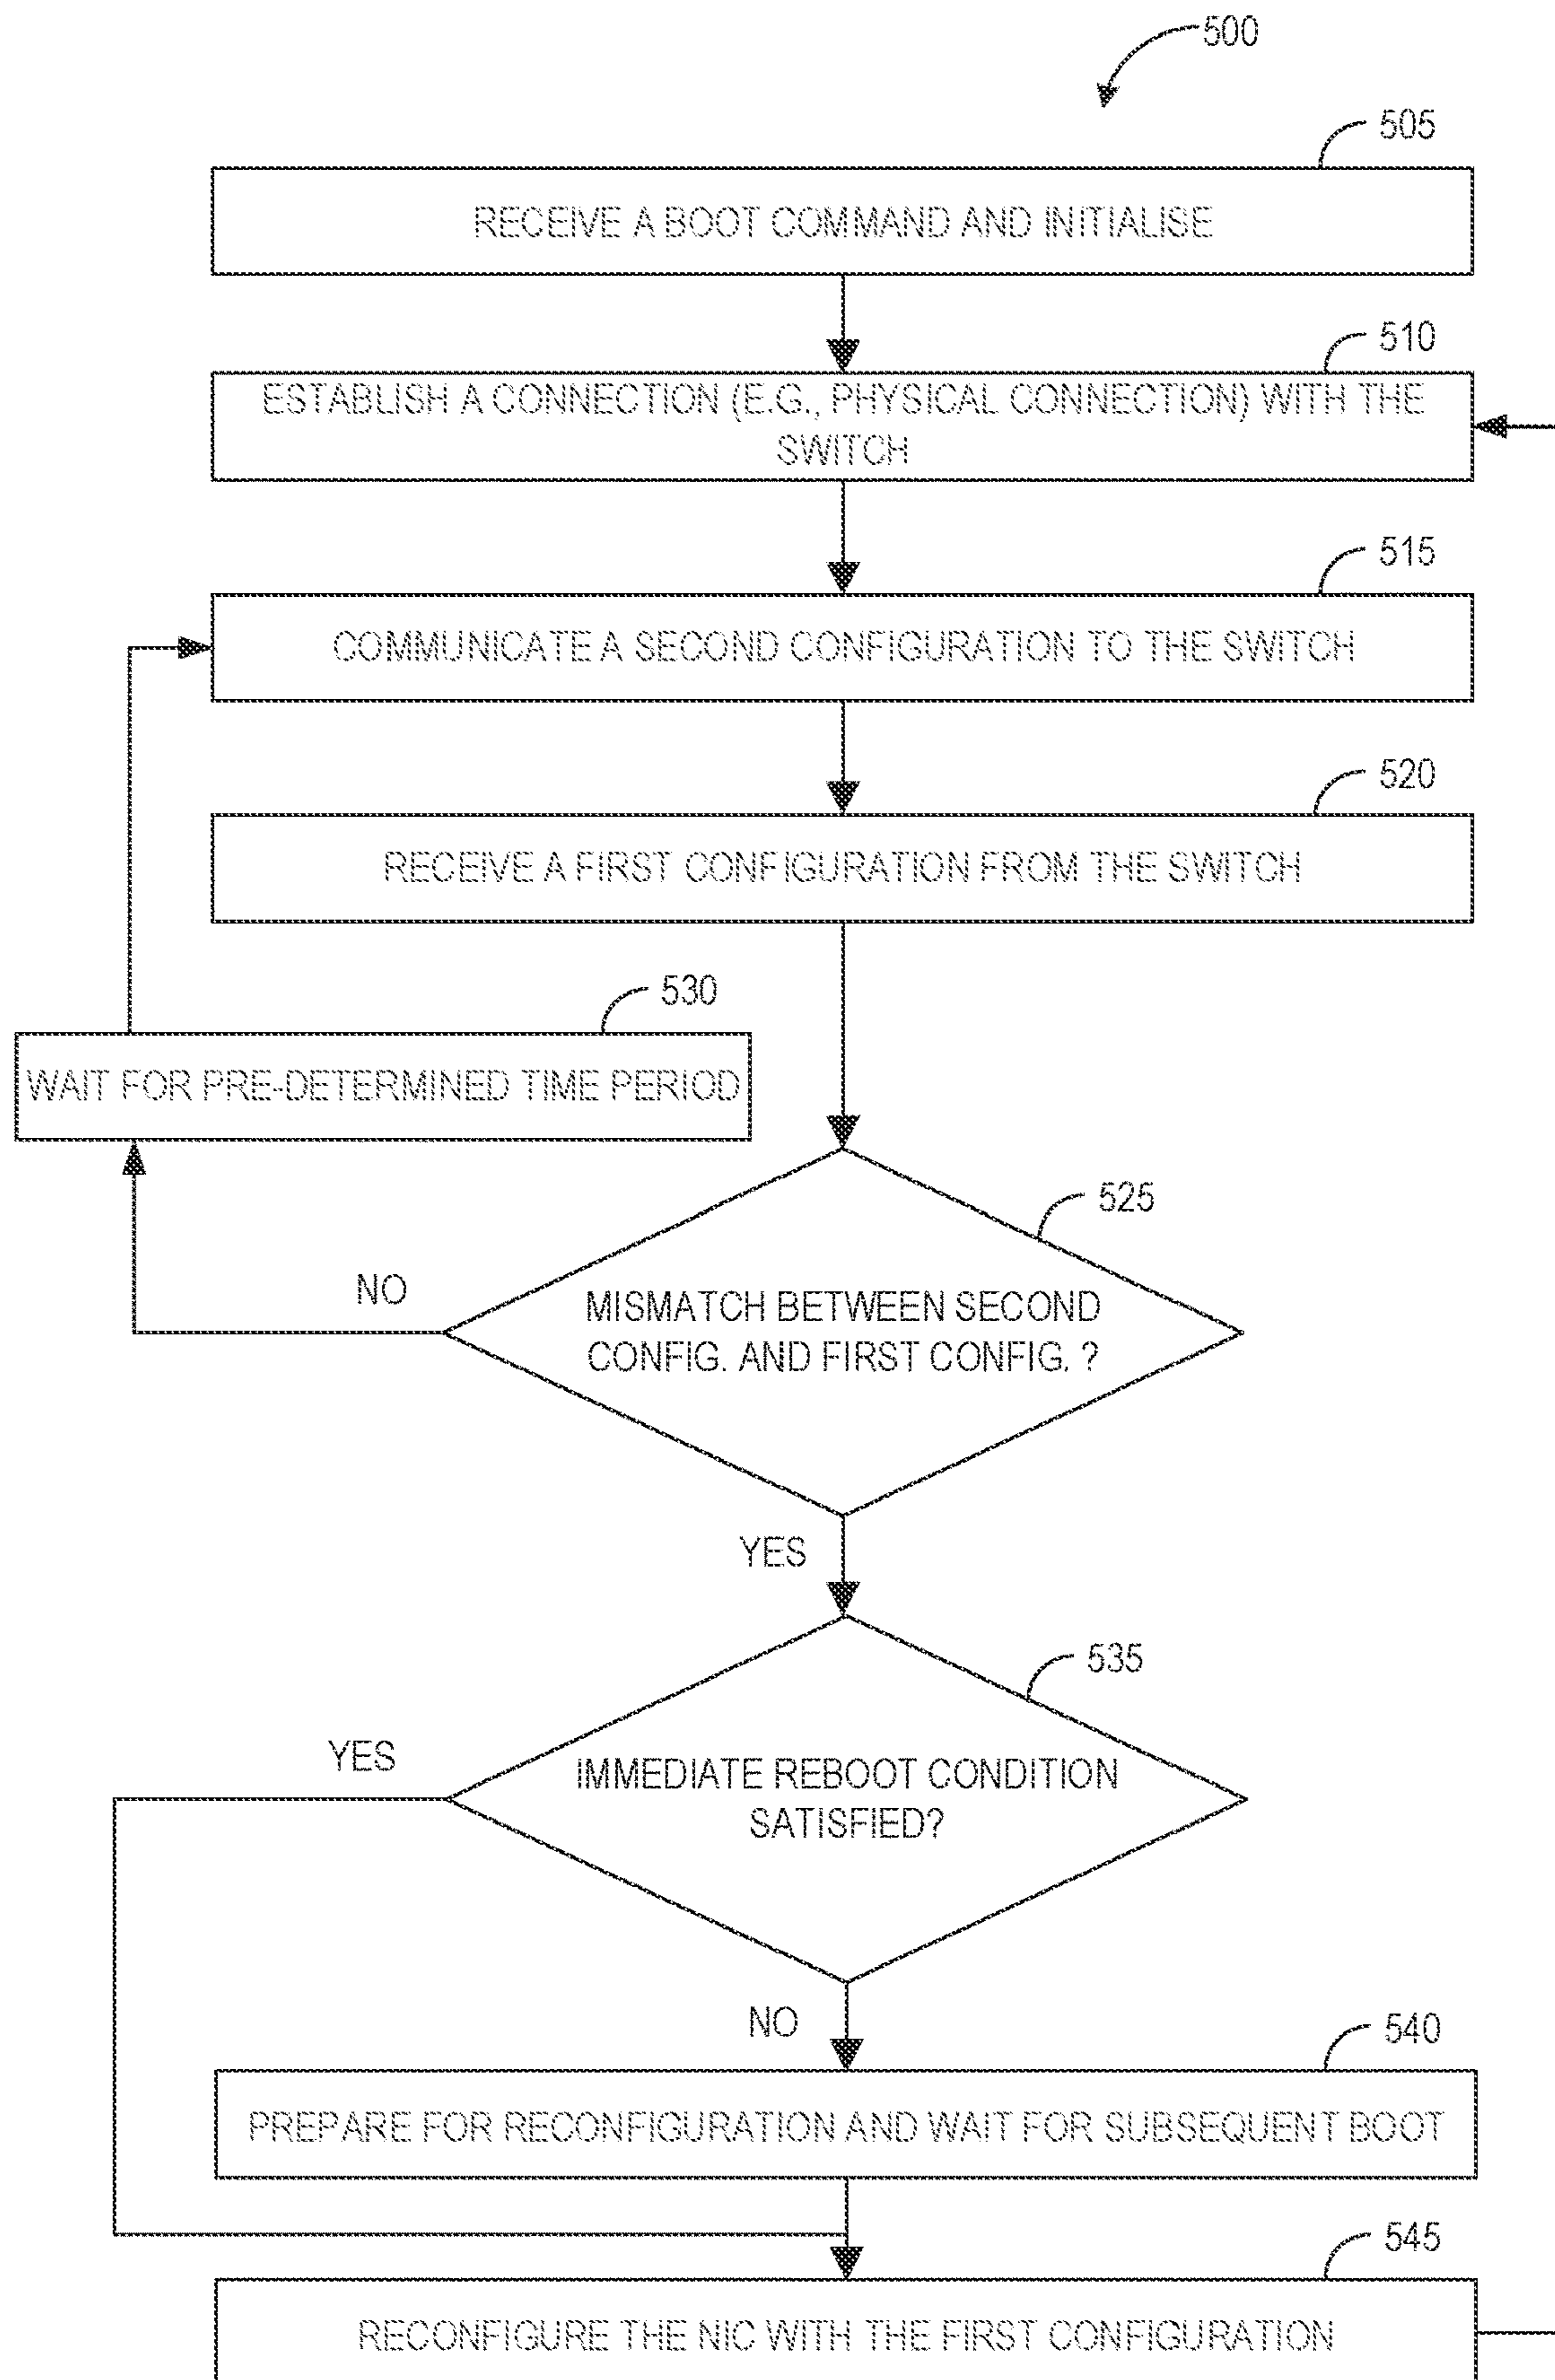 500
505
RECEIVE A BOOT COMMAND AND INITIALISE
510
ESTABLISH A CONNECTION (E.G., PHYSICAL CONNECTION) WITH THE
SWITCH
515
COMMUNICATE A SECOND CONFIGURATION TO THE SWITCH
520
RECEIVE A FIRST CONFIGURATION FROM THE SWITCH
530
WAIT FOR PRE-DETERMINED TIME PERIOD
525
NO
MISMATCH BETWEEN SECOND
CONFIG. AND FIRST CONFIG. ?
YES
535
YES
IMMEDIATE REBOOT CONDITION
SATISFIED?
NO
540
PREPARE FOR RECONFIGURATION AND WAIT FOR SUBSEQUENT BOOT
545
RECONFIGURE THE NIC WITH THE FIRST CONFIGURATION